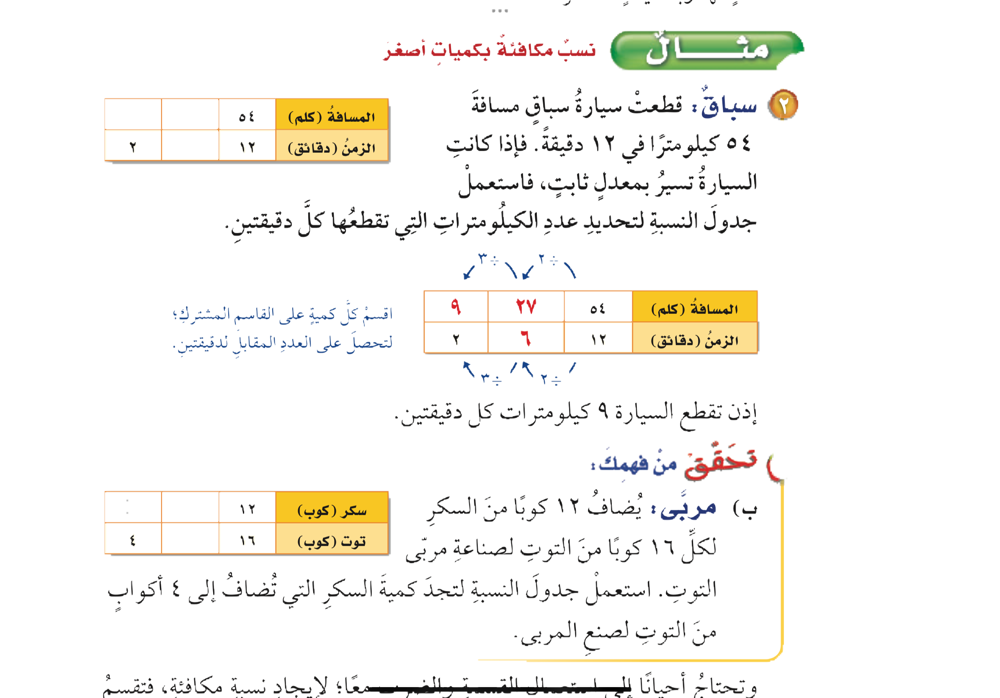 مثـــالٌ نسبٌ مكافئةٌ بكمياتٍ أصغرَ
٢ سباقٌ: قطعتْ سيارةُ سباقٍ مسافةَ
٥٤ كيلومترًا في ١٢ دقيقةً. فإذا كانتِ
السيارةُ تسيرُ بمعدلٍ ثابتٍ، فاستعملْ
جدولَ النسبةِ لتحديدِ عددِ الكيلُومتراتِ التِي تقطعُها كلَّ دقيقتينِ.
المسافةُ (كلم) ٥٤
الزمنُ (دقائق) ١٢ ٢
÷ ٢ ÷ ٣
المسافةُ (كلم) ٥٤ ٢٧ ٩
الزمنُ (دقائق) ١٢ ٦ ٢
÷ ٢ ÷ ٣
اقسمْ كلَّ كميةٍ على القاسم المشتركِ؛
لتحصلَ على العددِ المقابلِ لدقيقتينِ.
إذن تقطع السيارة ٩ كيلومترات كل دقيقتين.
تَحَقَّقْ منْ فهمِكَ:
ب) مربَّى: يُضافُ ١٢ كوبًا منَ السكرِ
لكلِّ ١٦ كوبًا منَ التوتِ لصناعةِ مربّى
التوتِ. استعملْ جدولَ النسبةِ لتجدَ كميةَ السكرِ التي تُضافُ إلى ٤ أكوابٍ
منَ التوتِ لصنعِ المربى.
سكر (كوب) ١٢
توت (كوب) ١٦ ٤
وتحتاجُ أحيانًا إلى استعمالِ القسمةِ والضربِ معًا؛ لإيجادِ نسبةٍ مكافئةٍ، فتقسمُ